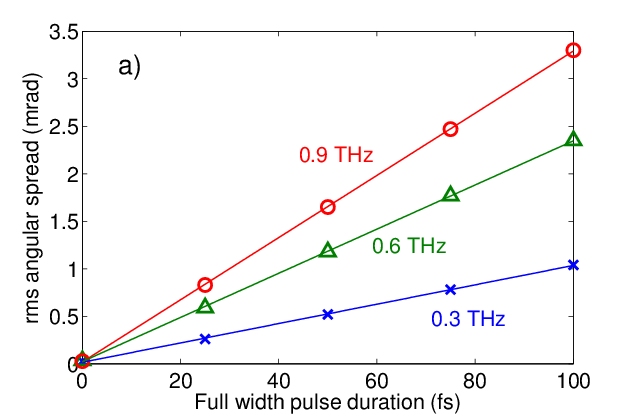 a)
rms angular spread (mrad)
3.5
3
2.5
2
1.5
1
0.5
0
0.9 THz
0.6 THz
0.3 THz
0 20 40 60 80 100
Full width pulse duration (fs)